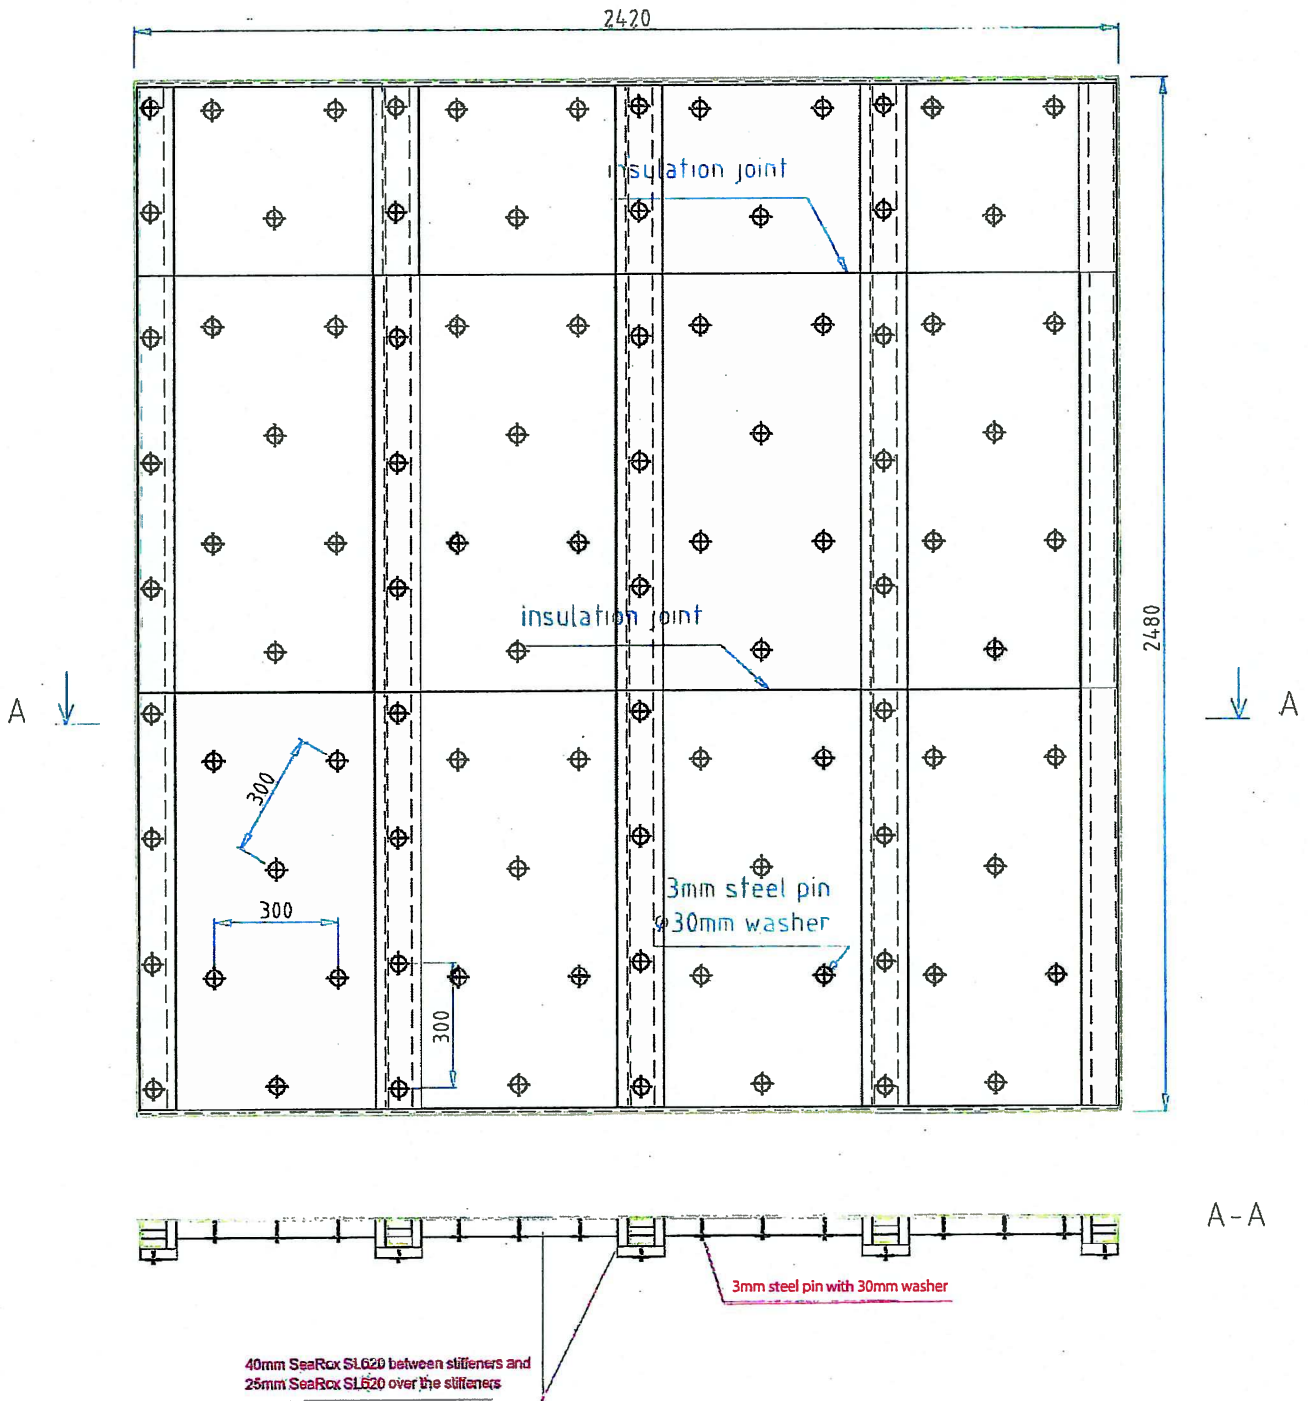 2420
insulation joint
insulation joint
2480
A
A
300
300
3mm steel pin
φ30mm washer
300
A-A
3mm steel pin with 30mm washer
40mm SeaRox SL620 between stiffeners and
25mm SeaRox SL620 over the stiffeners